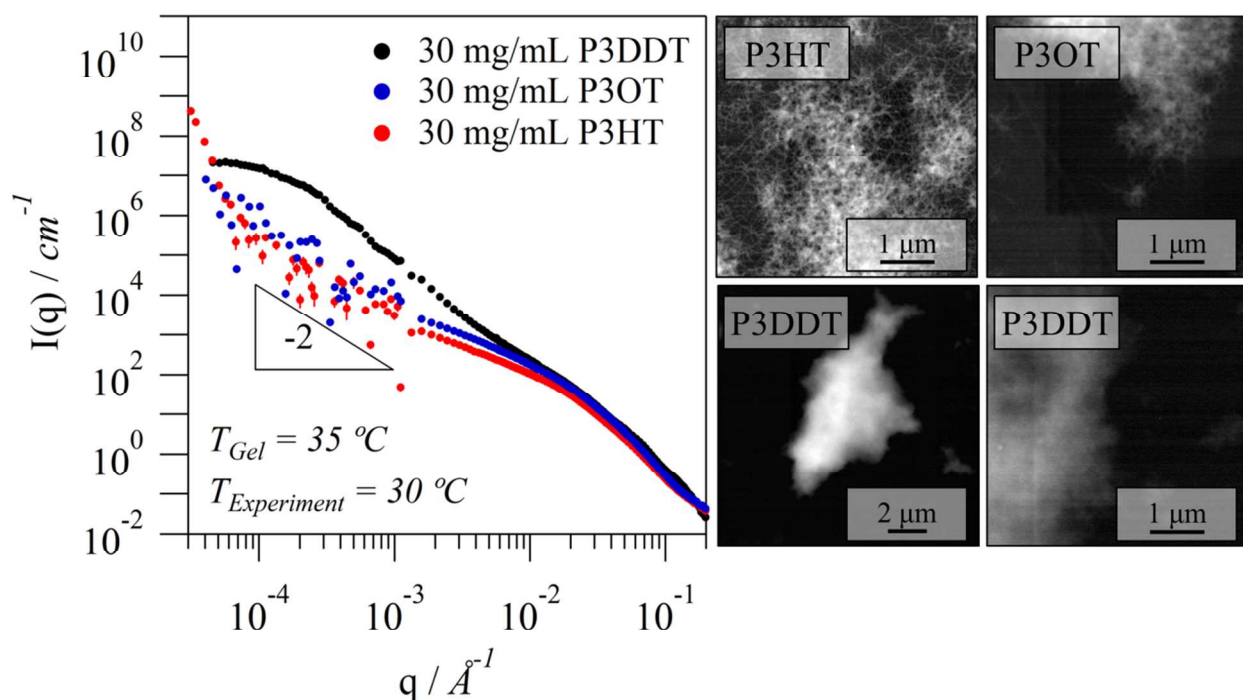 10^10
10^8
10^6
10^4
10^2
10^0
10^-2
I(q) / cm^-1
30 mg/mL P3DDT
30 mg/mL P3OT
30 mg/mL P3HT
-2
T_Gel = 35 ºC
T_Experiment = 30 ºC
10^-4 10^-3 10^-2 10^-1
q / Å^-1
P3HT
1 μm
P3OT
1 μm
P3DDT
2 μm
P3DDT
1 μm